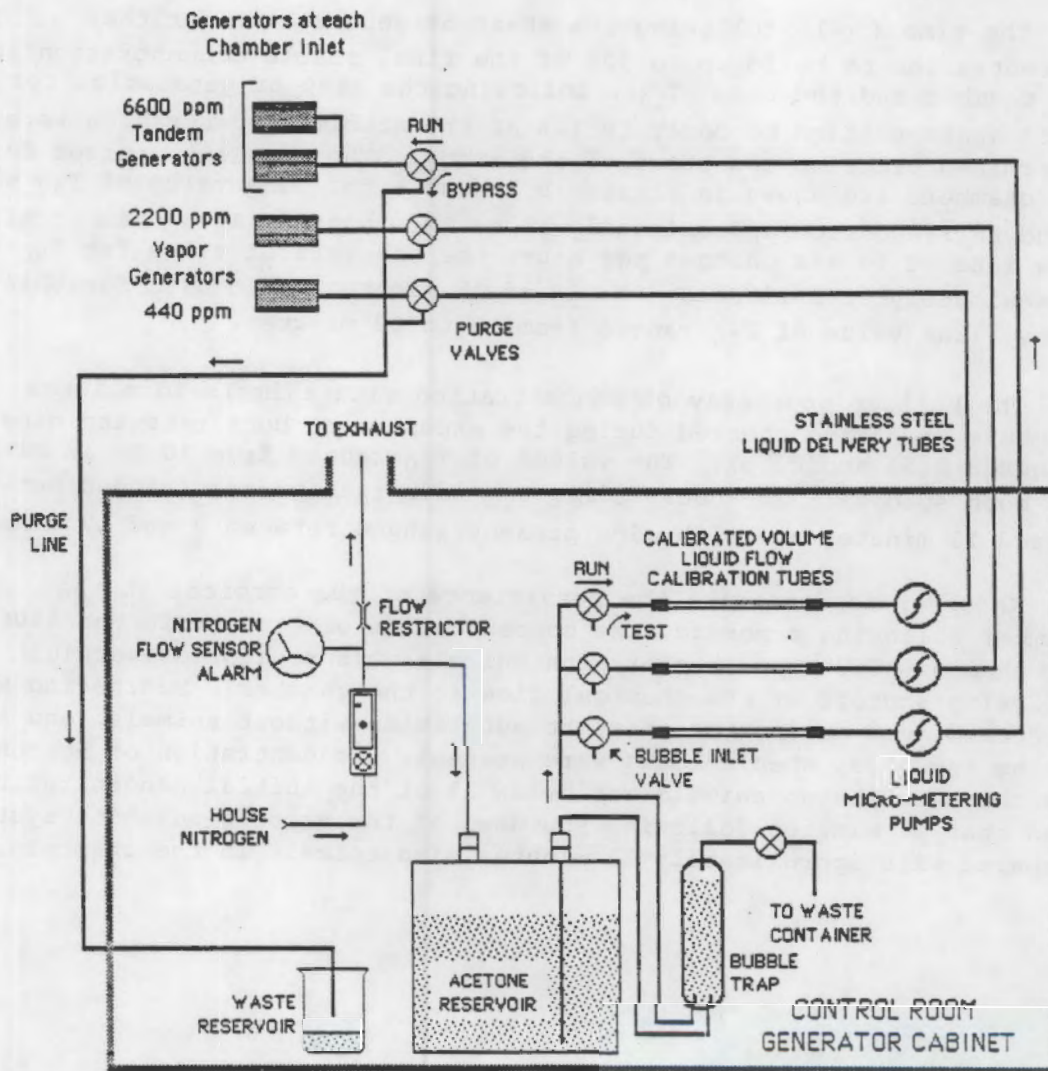 Generators at each
Chamber Inlet
6600 ppm
Tandem
Generators
RUN
BYPASS
2200 ppm
Vapor
Generators
440 ppm
PURGE
VALVES
TO EXHAUST
STAINLESS STEEL
LIQUID DELIVERY TUBES
PURGE
LINE
CALIBRATED VOLUME
LIQUID FLOW
CALIBRATION TUBES
RUN
TEST
FLOW
RESTRICTOR
NITROGEN
FLOW SENSOR
ALARM
BUBBLE INLET
VALVE
LIQUID
MICRO-METERING
PUMPS
HOUSE
NITROGEN
TO WASTE
CONTAINER
BUBBLE
TRAP
ACETONE
RESERVOIR
WASTE
RESERVOIR
CONTROL ROOM
GENERATOR CABINET